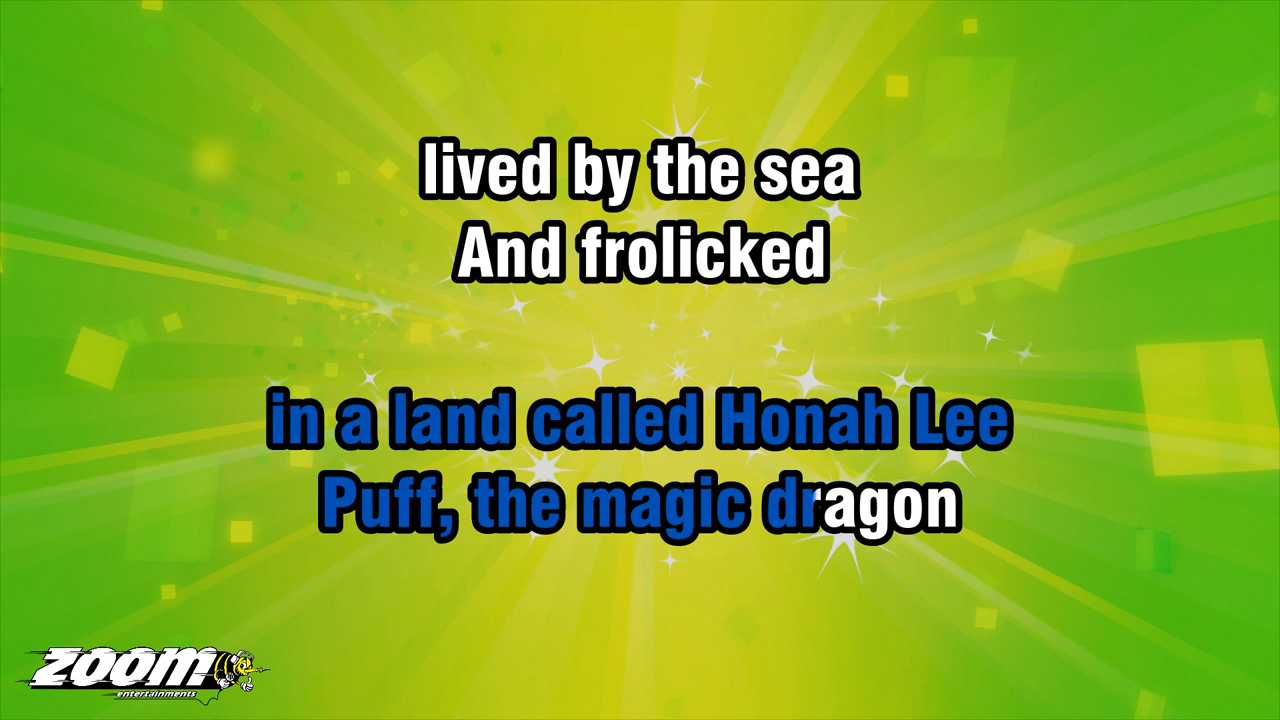 lived by the sea
And frolicked
in a land called Honah Lee
Puff, the magic dragon
ZOOM
entertainments